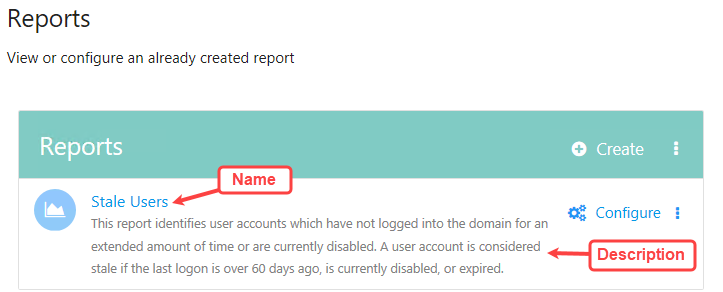 Reports
View or configure an already created report
Reports
Create
Name
Stale Users
Configure
This report identifies user accounts which have not logged into the domain for an
extended amount of time or are currently disabled. A user account is considered
stale if the last logon is over 60 days ago, is currently disabled, or expired.
Description